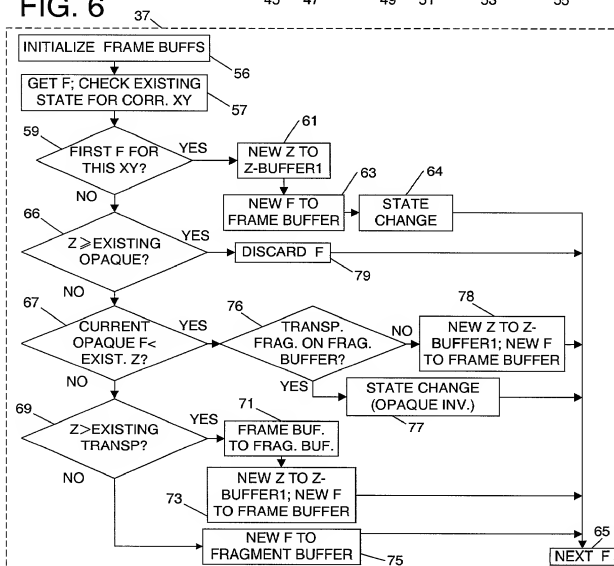 FIG. 6
45 47 49 51 53 55
37
INITIALIZE FRAME BUFFS
56
GET F; CHECK EXISTING
STATE FOR CORR. XY
57
59
FIRST F FOR
THIS XY?
YES
NO
61
NEW Z TO
Z-BUFFER1
63
NEW F TO
FRAME BUFFER
64
STATE
CHANGE
66
Z⩾EXISTING
OPAQUE?
YES
NO
DISCARD F
79
67
CURRENT
OPAQUE F<
EXIST. Z?
YES
NO
76
TRANSP.
FRAG. ON FRAG.
BUFFER?
NO
YES
78
NEW Z TO Z-
BUFFER1; NEW F
TO FRAME BUFFER
STATE CHANGE
(OPAQUE INV.)
77
69
Z>EXISTING
TRANSP?
YES
NO
71
FRAME BUF.
TO FRAG. BUF.
73
NEW Z TO Z-
BUFFER1; NEW F
TO FRAME BUFFER
NEW F TO
FRAGMENT BUFFER
75
65
NEXT F